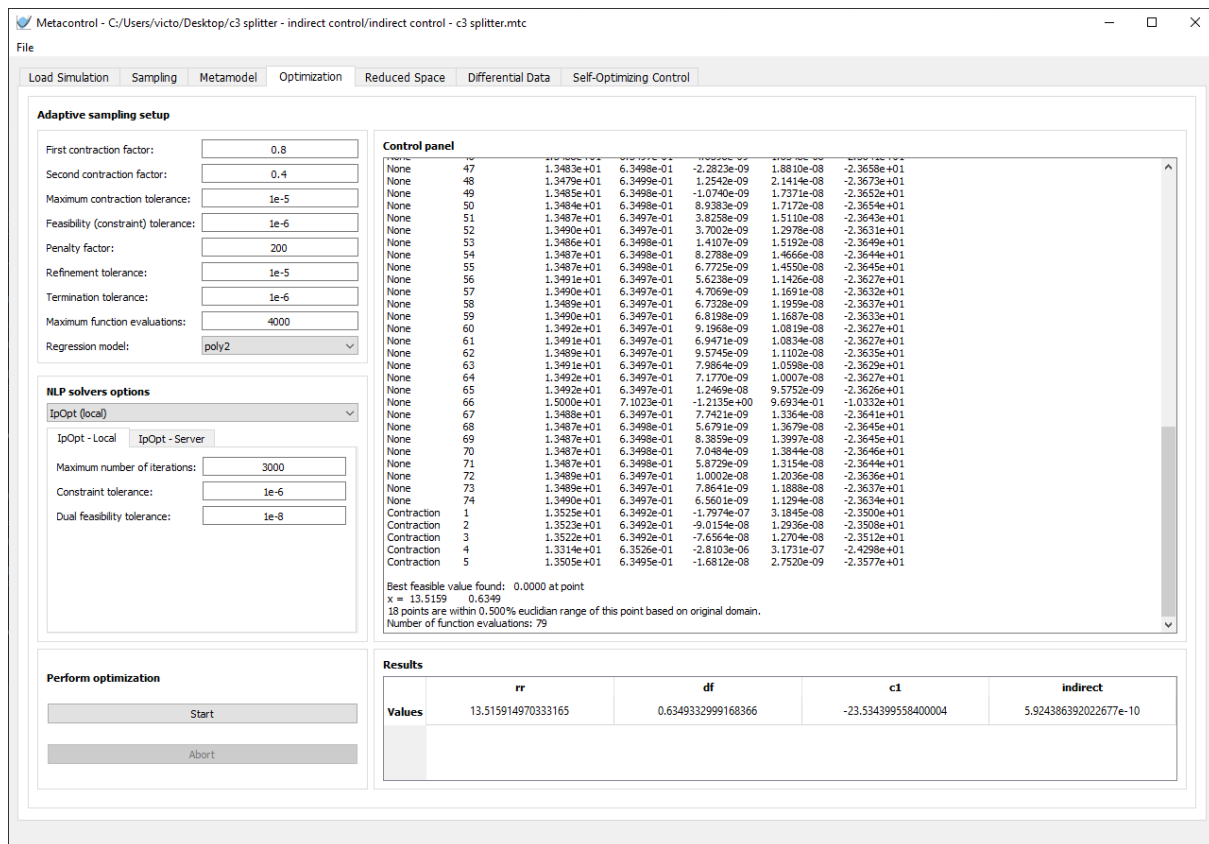 Metacontrol - C:/Users/victo/Desktop/c3 splitter - indirect control/indirect control - c3 splitter.mtc
File
Load Simulation Sampling Metamodel Optimization Reduced Space Differential Data Self-Optimizing Control
Adaptive sampling setup
First contraction factor: 0.8
Second contraction factor: 0.4
Maximum contraction tolerance: 1e-5
Feasibility (constraint) tolerance: 1e-6
Penalty factor: 200
Refinement tolerance: 1e-5
Termination tolerance: 1e-6
Maximum function evaluations: 4000
Regression model: poly2
NLP solvers options
IpOpt (local)
IpOpt - Local IpOpt - Server
Maximum number of iterations: 3000
Constraint tolerance: 1e-6
Dual feasibility tolerance: 1e-8
Perform optimization
Start
Abort
Control panel
None 47 1.3483e+01 6.3498e-01 -2.2823e-09 1.8810e-08 -2.3658e+01
None 48 1.3479e+01 6.3499e-01 1.2542e-09 2.1414e-08 -2.3673e+01
None 49 1.3485e+01 6.3498e-01 -1.0740e-09 1.7371e-08 -2.3652e+01
None 50 1.3484e+01 6.3498e-01 8.9383e-09 1.7172e-08 -2.3654e+01
None 51 1.3487e+01 6.3497e-01 3.8258e-09 1.5110e-08 -2.3643e+01
None 52 1.3490e+01 6.3497e-01 3.7002e-09 1.2978e-08 -2.3631e+01
None 53 1.3486e+01 6.3498e-01 1.4107e-09 1.5192e-08 -2.3649e+01
None 54 1.3487e+01 6.3498e-01 8.2788e-09 1.4666e-08 -2.3644e+01
None 55 1.3487e+01 6.3498e-01 6.7725e-09 1.4550e-08 -2.3645e+01
None 56 1.3491e+01 6.3497e-01 5.6238e-09 1.1426e-08 -2.3627e+01
None 57 1.3490e+01 6.3497e-01 4.7069e-09 1.1691e-08 -2.3632e+01
None 58 1.3489e+01 6.3497e-01 6.7328e-09 1.1959e-08 -2.3637e+01
None 59 1.3490e+01 6.3497e-01 6.8198e-09 1.1687e-08 -2.3633e+01
None 60 1.3492e+01 6.3497e-01 9.1968e-09 1.0819e-08 -2.3627e+01
None 61 1.3491e+01 6.3497e-01 6.9471e-09 1.0834e-08 -2.3627e+01
None 62 1.3489e+01 6.3497e-01 9.5745e-09 1.1102e-08 -2.3635e+01
None 63 1.3491e+01 6.3497e-01 7.9864e-09 1.0598e-08 -2.3629e+01
None 64 1.3492e+01 6.3497e-01 7.1770e-09 1.0007e-08 -2.3627e+01
None 65 1.3492e+01 6.3497e-01 1.2469e-08 9.5752e-09 -2.3626e+01
None 66 1.5000e+01 7.1023e-01 -1.2135e+00 9.6934e-01 -1.0332e+01
None 67 1.3488e+01 6.3497e-01 7.7421e-09 1.3364e-08 -2.3641e+01
None 68 1.3487e+01 6.3498e-01 5.6791e-09 1.3679e-08 -2.3645e+01
None 69 1.3487e+01 6.3497e-01 8.3859e-09 1.3997e-08 -2.3645e+01
None 70 1.3487e+01 6.3497e-01 7.0484e-09 1.3844e-08 -2.3646e+01
None 71 1.3487e+01 6.3498e-01 5.8729e-09 1.3154e-08 -2.3644e+01
None 72 1.3489e+01 6.3497e-01 1.0002e-08 1.2036e-08 -2.3636e+01
None 73 1.3489e+01 6.3497e-01 7.8641e-09 1.1888e-08 -2.3637e+01
None 74 1.3490e+01 6.3497e-01 6.5601e-09 1.1294e-08 -2.3634e+01
Contraction 1 1.3525e+01 6.3492e-01 -1.7974e-07 3.1845e-08 -2.3500e+01
Contraction 2 1.3523e+01 6.3492e-01 -9.0154e-08 1.2936e-08 -2.3508e+01
Contraction 3 1.3522e+01 6.3492e-01 -7.6564e-08 1.2704e-08 -2.3512e+01
Contraction 4 1.3314e+01 6.3526e-01 -2.8103e-06 3.1731e-07 -2.4298e+01
Contraction 5 1.3505e+01 6.3495e-01 -1.6812e-08 2.7520e-09 -2.3577e+01
Best feasible value found: 0.0000 at point
x = 13.5159 0.6349
18 points are within 0.500% euclidian range of this point based on original domain.
Number of function evaluations: 79
Results
rr df c1 indirect
Values 13.515914970333165 0.6349332999168366 -23.534399558400004 5.924386392022677e-10